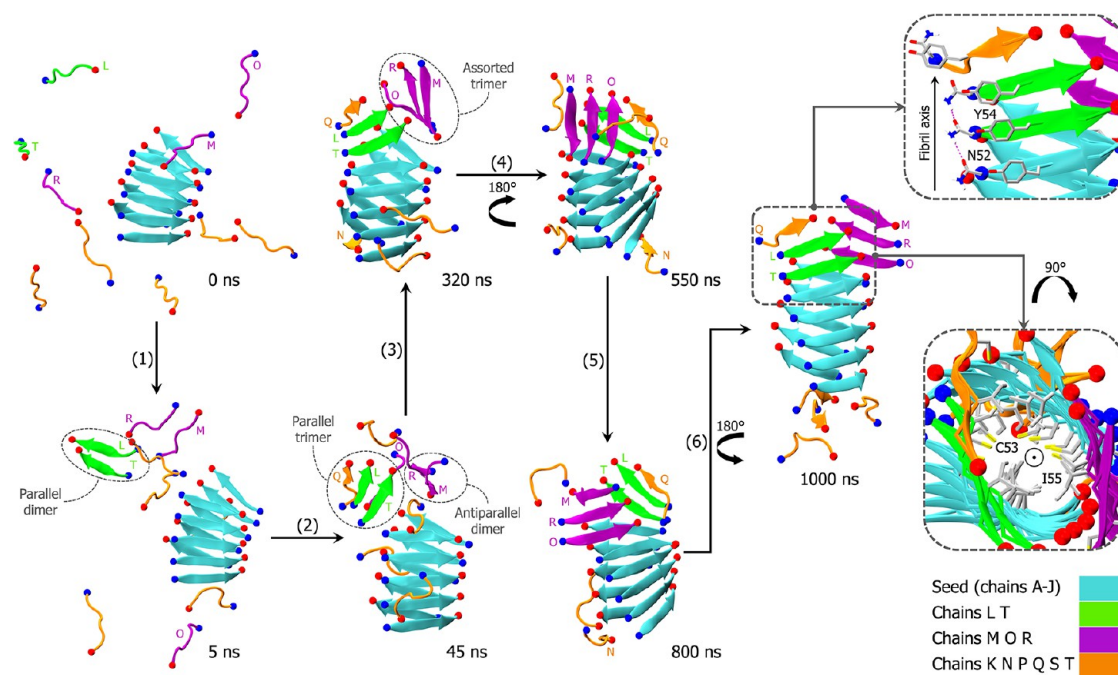 L
O
T
M
R
0 ns
(1)
R
M
L
T
Parallel
dimer
O
5 ns
(2)
Parallel
trimer
Q
L
T
O
R
M
Antiparallel
dimer
45 ns
(3)
R
M
O
Q
L
T
N
Assorted
trimer
320 ns
(4)
180°
M R O
Q
L
T
N
550 ns
(5)
T
L
Q
M
R
O
N
800 ns
(6)
180°
Q
L
T
M
R
O
1000 ns
Fibril axis
Y54
N52
90°
C53
I55
Seed (chains A-J)
Chains L T
Chains M O R
Chains K N P Q S T